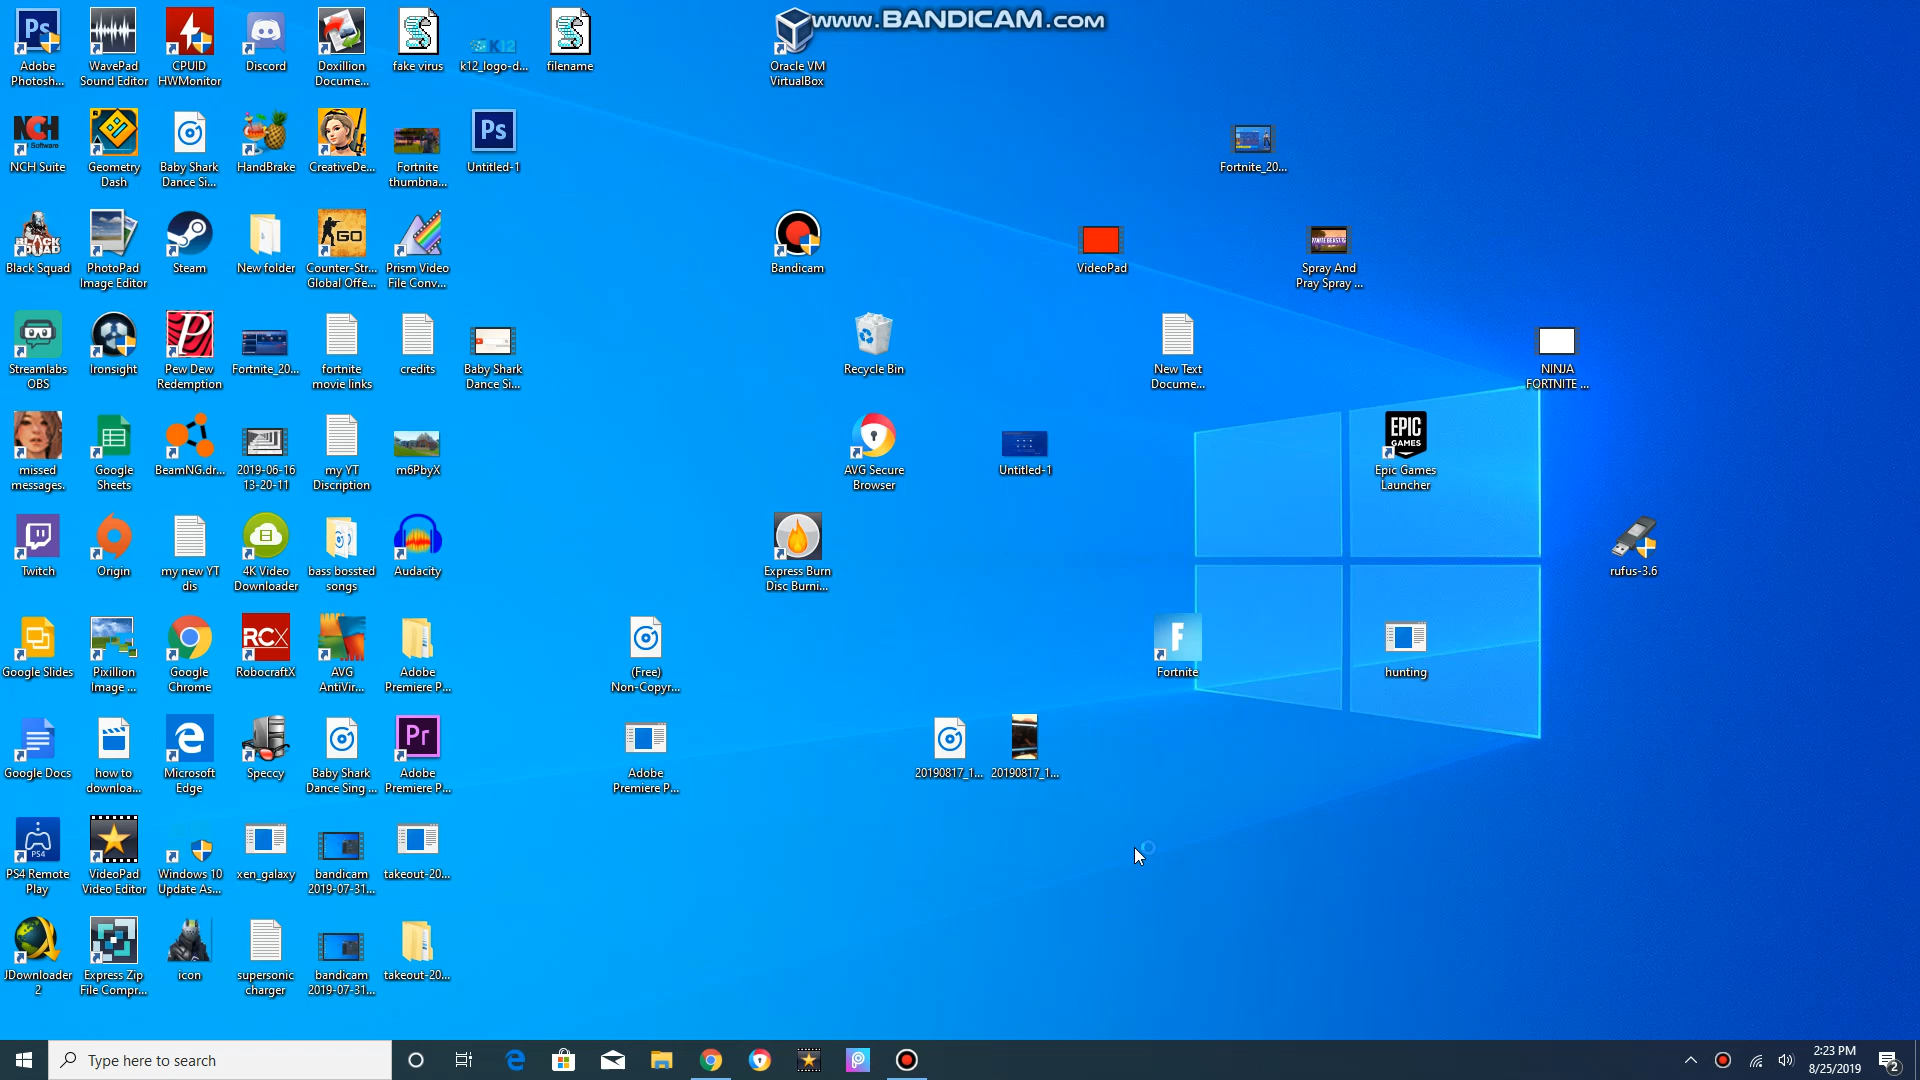 www.BANDICAM.com
Adobe
Photosh...
WavePad
Sound Editor
CPUID
HWMonitor
Discord
Doxillion
Docume...
fake virus
k12_logo-d...
filename
Oracle VM
VirtualBox
NCH Suite
Geometry
Dash
Baby Shark
Dance Si...
HandBrake
CreativeDe...
Fortnite
thumbna...
Untitled-1
Fortnite_20...
Black Squad
PhotoPad
Image Editor
Steam
New folder
Counter-Str...
Global Offe...
Prism Video
File Conv...
Bandicam
VideoPad
Spray And
Pray Spray ...
Streamlabs
OBS
Ironsight
Pew Dew
Redemption
Fortnite_20...
fortnite
movie links
credits
Baby Shark
Dance Si...
Recycle Bin
New Text
Docume...
NINJA
FORTNITE ...
missed
messages.
Google
Sheets
BeamNG.dr...
2019-06-16
13-20-11
my YT
Discription
m6PbyX
AVG Secure
Browser
Untitled-1
EPIC
GAMES
Epic Games
Launcher
Twitch
Origin
my new YT
dis
4K Video
Downloader
bass bossted
songs
Audacity
Express Burn
Disc Burni...
rufus-3.6
Google Slides
Pixillion
Image ...
Google
Chrome
RCX
RobocraftX
AVG
AntiVir...
Adobe
Premiere P...
(Free)
Non-Copyr...
Fortnite
hunting
Google Docs
how to
downloa...
Microsoft
Edge
Speccy
Baby Shark
Dance Sing ...
Pr
Adobe
Premiere P...
Adobe
Premiere P...
20190817_1...
20190817_1...
PS4
PS4 Remote
Play
VideoPad
Video Editor
Windows 10
Update As...
xen_galaxy
bandicam
2019-07-31...
takeout-20...
JDownloader
2
Express Zip
File Compr...
icon
supersonic
charger
bandicam
2019-07-31...
takeout-20...
Type here to search
2:23 PM
8/25/2019
2